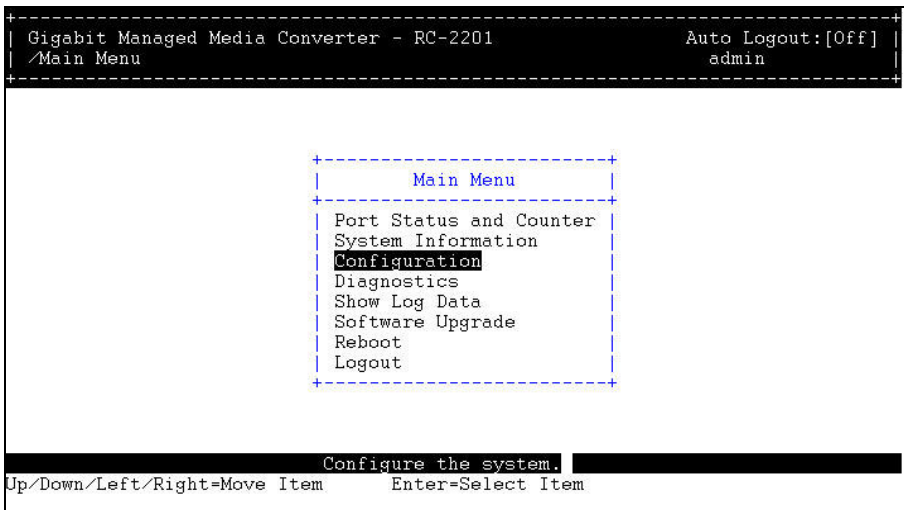 Gigabit Managed Media Converter - RC-2201 Auto Logout:[Off]
/Main Menu admin
Main Menu
Port Status and Counter
System Information
Configuration
Diagnostics
Show Log Data
Software Upgrade
Reboot
Logout
Configure the system.
Up/Down/Left/Right=Move Item Enter=Select Item